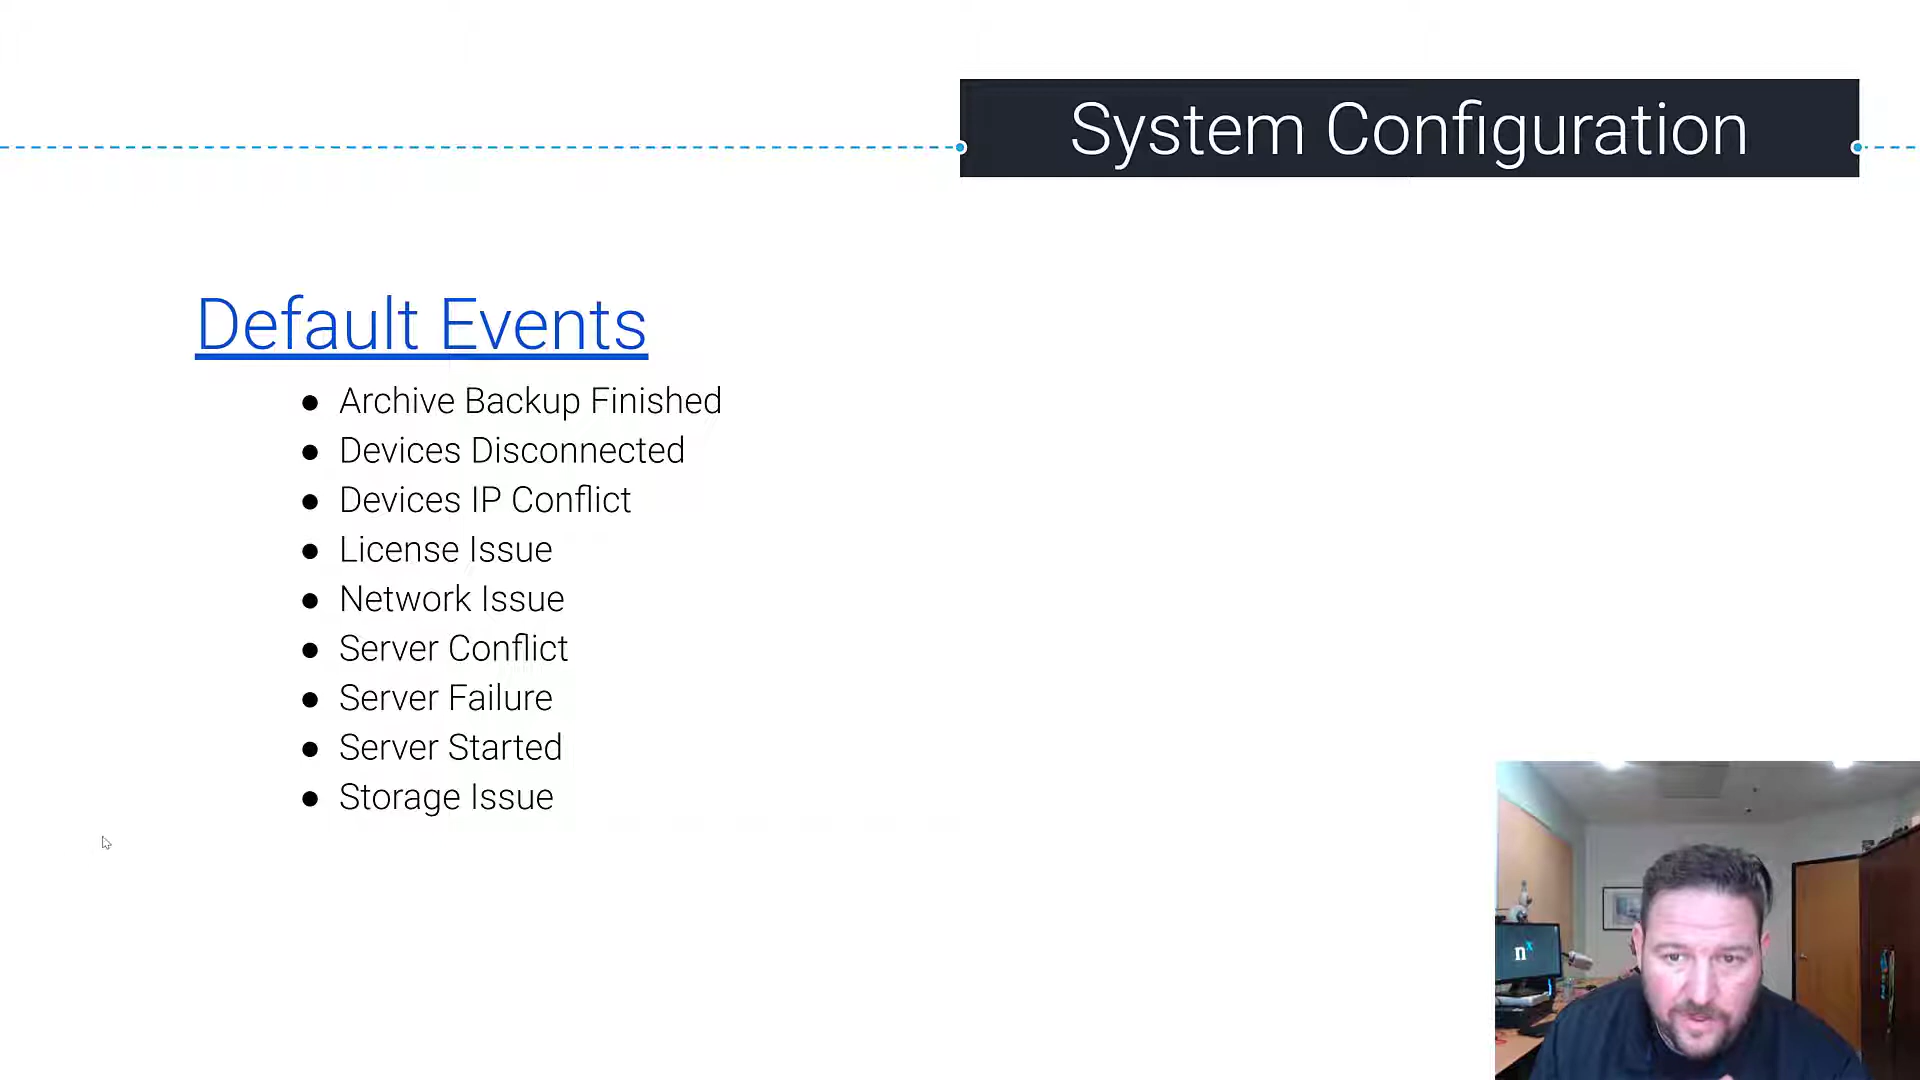 System Configuration
Default Events
● Archive Backup Finished
● Devices Disconnected
● Devices IP Conflict
● License Issue
● Network Issue
● Server Conflict
● Server Failure
● Server Started
● Storage Issue
nx